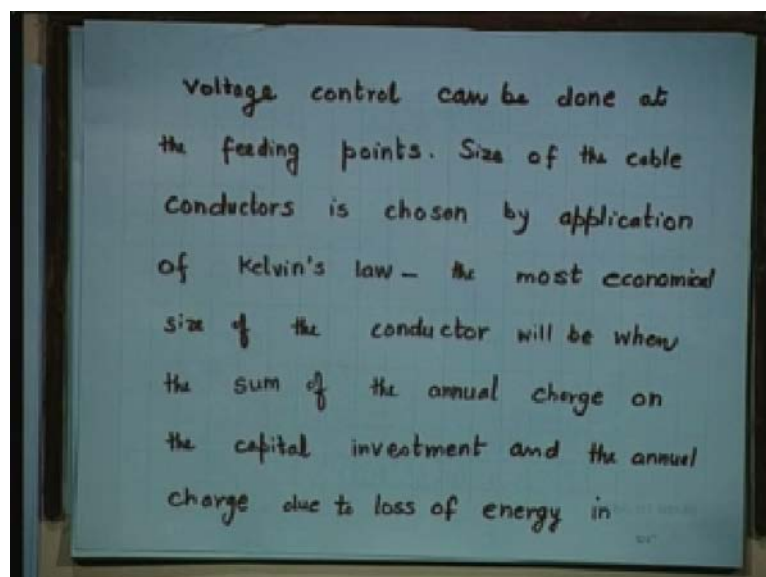 Voltage control can be done at
the feeding points. Size of the cable
conductors is chosen by application
of Kelvin's law – the most economical
size of the conductor will be when
the sum of the annual charge on
the capital investment and the annual
charge due to loss of energy in